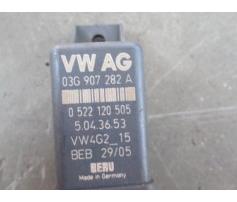 VW AG
03G 907 282 A
0 522 120 505
5.04.36.53
VW4G2_15
BEB 29/05
BERU
Made in Germany